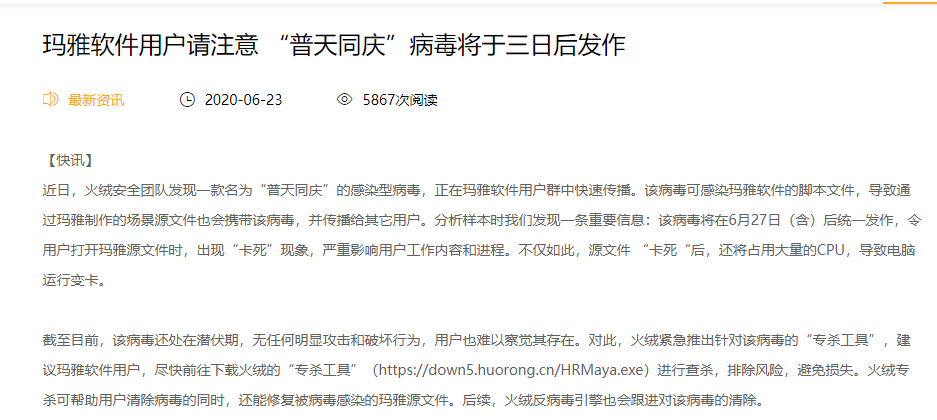 玛雅软件用户请注意 “普天同庆”病毒将于三日后发作
最新资讯 2020-06-23 5867次阅读
【快讯】
近日，火绒安全团队发现一款名为“普天同庆”的感染型病毒，正在玛雅软件用户群中快速传播。该病毒可感染玛雅软件的脚本文件，导致通
过玛雅制作的场景源文件也会携带该病毒，并传播给其它用户。分析样本时我们发现一条重要信息：该病毒将在6月27日（含）后统一发作，令
用户打开玛雅源文件时，出现“卡死”现象，严重影响用户工作内容和进程。不仅如此，源文件 “卡死“后，还将占用大量的CPU，导致电脑
运行变卡。
截至目前，该病毒还处在潜伏期，无任何明显攻击和破坏行为，用户也难以察觉其存在。对此，火绒紧急推出针对该病毒的“专杀工具”，建
议玛雅软件用户，尽快前往下载火绒的“专杀工具”（https://down5.huorong.cn/HRMaya.exe）进行查杀，排除风险，避免损失。火绒专
杀可帮助用户清除病毒的同时，还能修复被病毒感染的玛雅源文件。后续，火绒反病毒引擎也会跟进对该病毒的清除。